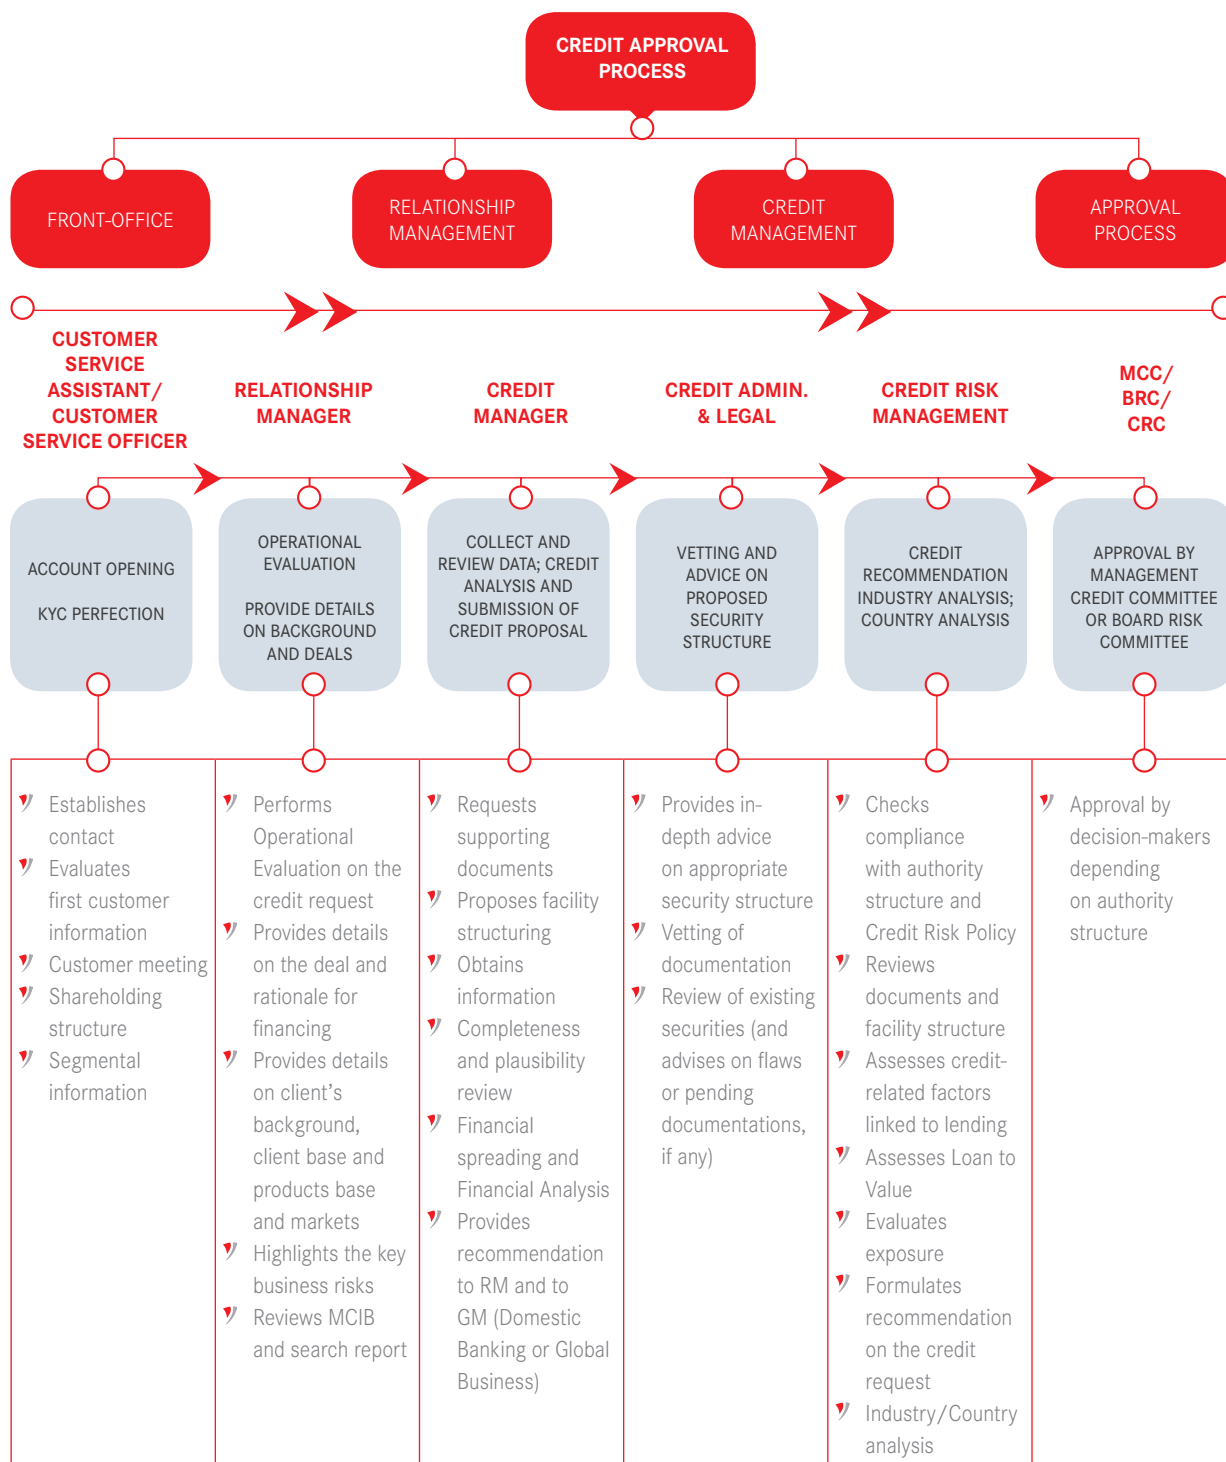 CREDIT APPROVAL
PROCESS
FRONT-OFFICE
RELATIONSHIP
MANAGEMENT
CREDIT
MANAGEMENT
APPROVAL
PROCESS
CUSTOMER
SERVICE
ASSISTANT/
CUSTOMER
SERVICE OFFICER
RELATIONSHIP
MANAGER
CREDIT
MANAGER
CREDIT ADMIN.
& LEGAL
CREDIT RISK
MANAGEMENT
MCC/
BRC/
CRC
ACCOUNT OPENING
KYC PERFECTION
OPERATIONAL
EVALUATION
PROVIDE DETAILS
ON BACKGROUND
AND DEALS
COLLECT AND
REVIEW DATA; CREDIT
ANALYSIS AND
SUBMISSION OF
CREDIT PROPOSAL
VETTING AND
ADVICE ON
PROPOSED
SECURITY
STRUCTURE
CREDIT
RECOMMENDATION
INDUSTRY ANALYSIS;
COUNTRY ANALYSIS
APPROVAL BY
MANAGEMENT
CREDIT COMMITTEE
OR BOARD RISK
COMMITTEE
Establishes
contact
Evaluates
first customer
information
Customer meeting
Shareholding
structure
Segmental
information
Performs
Operational
Evaluation on the
credit request
Provides details
on the deal and
rationale for
financing
Provides details
on client's
background,
client base and
products base
and markets
Highlights the key
business risks
Reviews MCIB
and search report
Requests
supporting
documents
Proposes facility
structuring
Obtains
information
Completeness
and plausibility
review
Financial
spreading and
Financial Analysis
Provides
recommendation
to RM and to
GM (Domestic
Banking or Global
Business)
Provides in-
depth advice
on appropriate
security structure
Vetting of
documentation
Review of existing
securities (and
advises on flaws
or pending
documentations,
if any)
Checks
compliance
with authority
structure and
Credit Risk Policy
Reviews
documents and
facility structure
Assesses credit-
related factors
linked to lending
Assesses Loan to
Value
Evaluates
exposure
Formulates
recommendation
on the credit
request
Industry/Country
analysis
Approval by
decision-makers
depending
on authority
structure